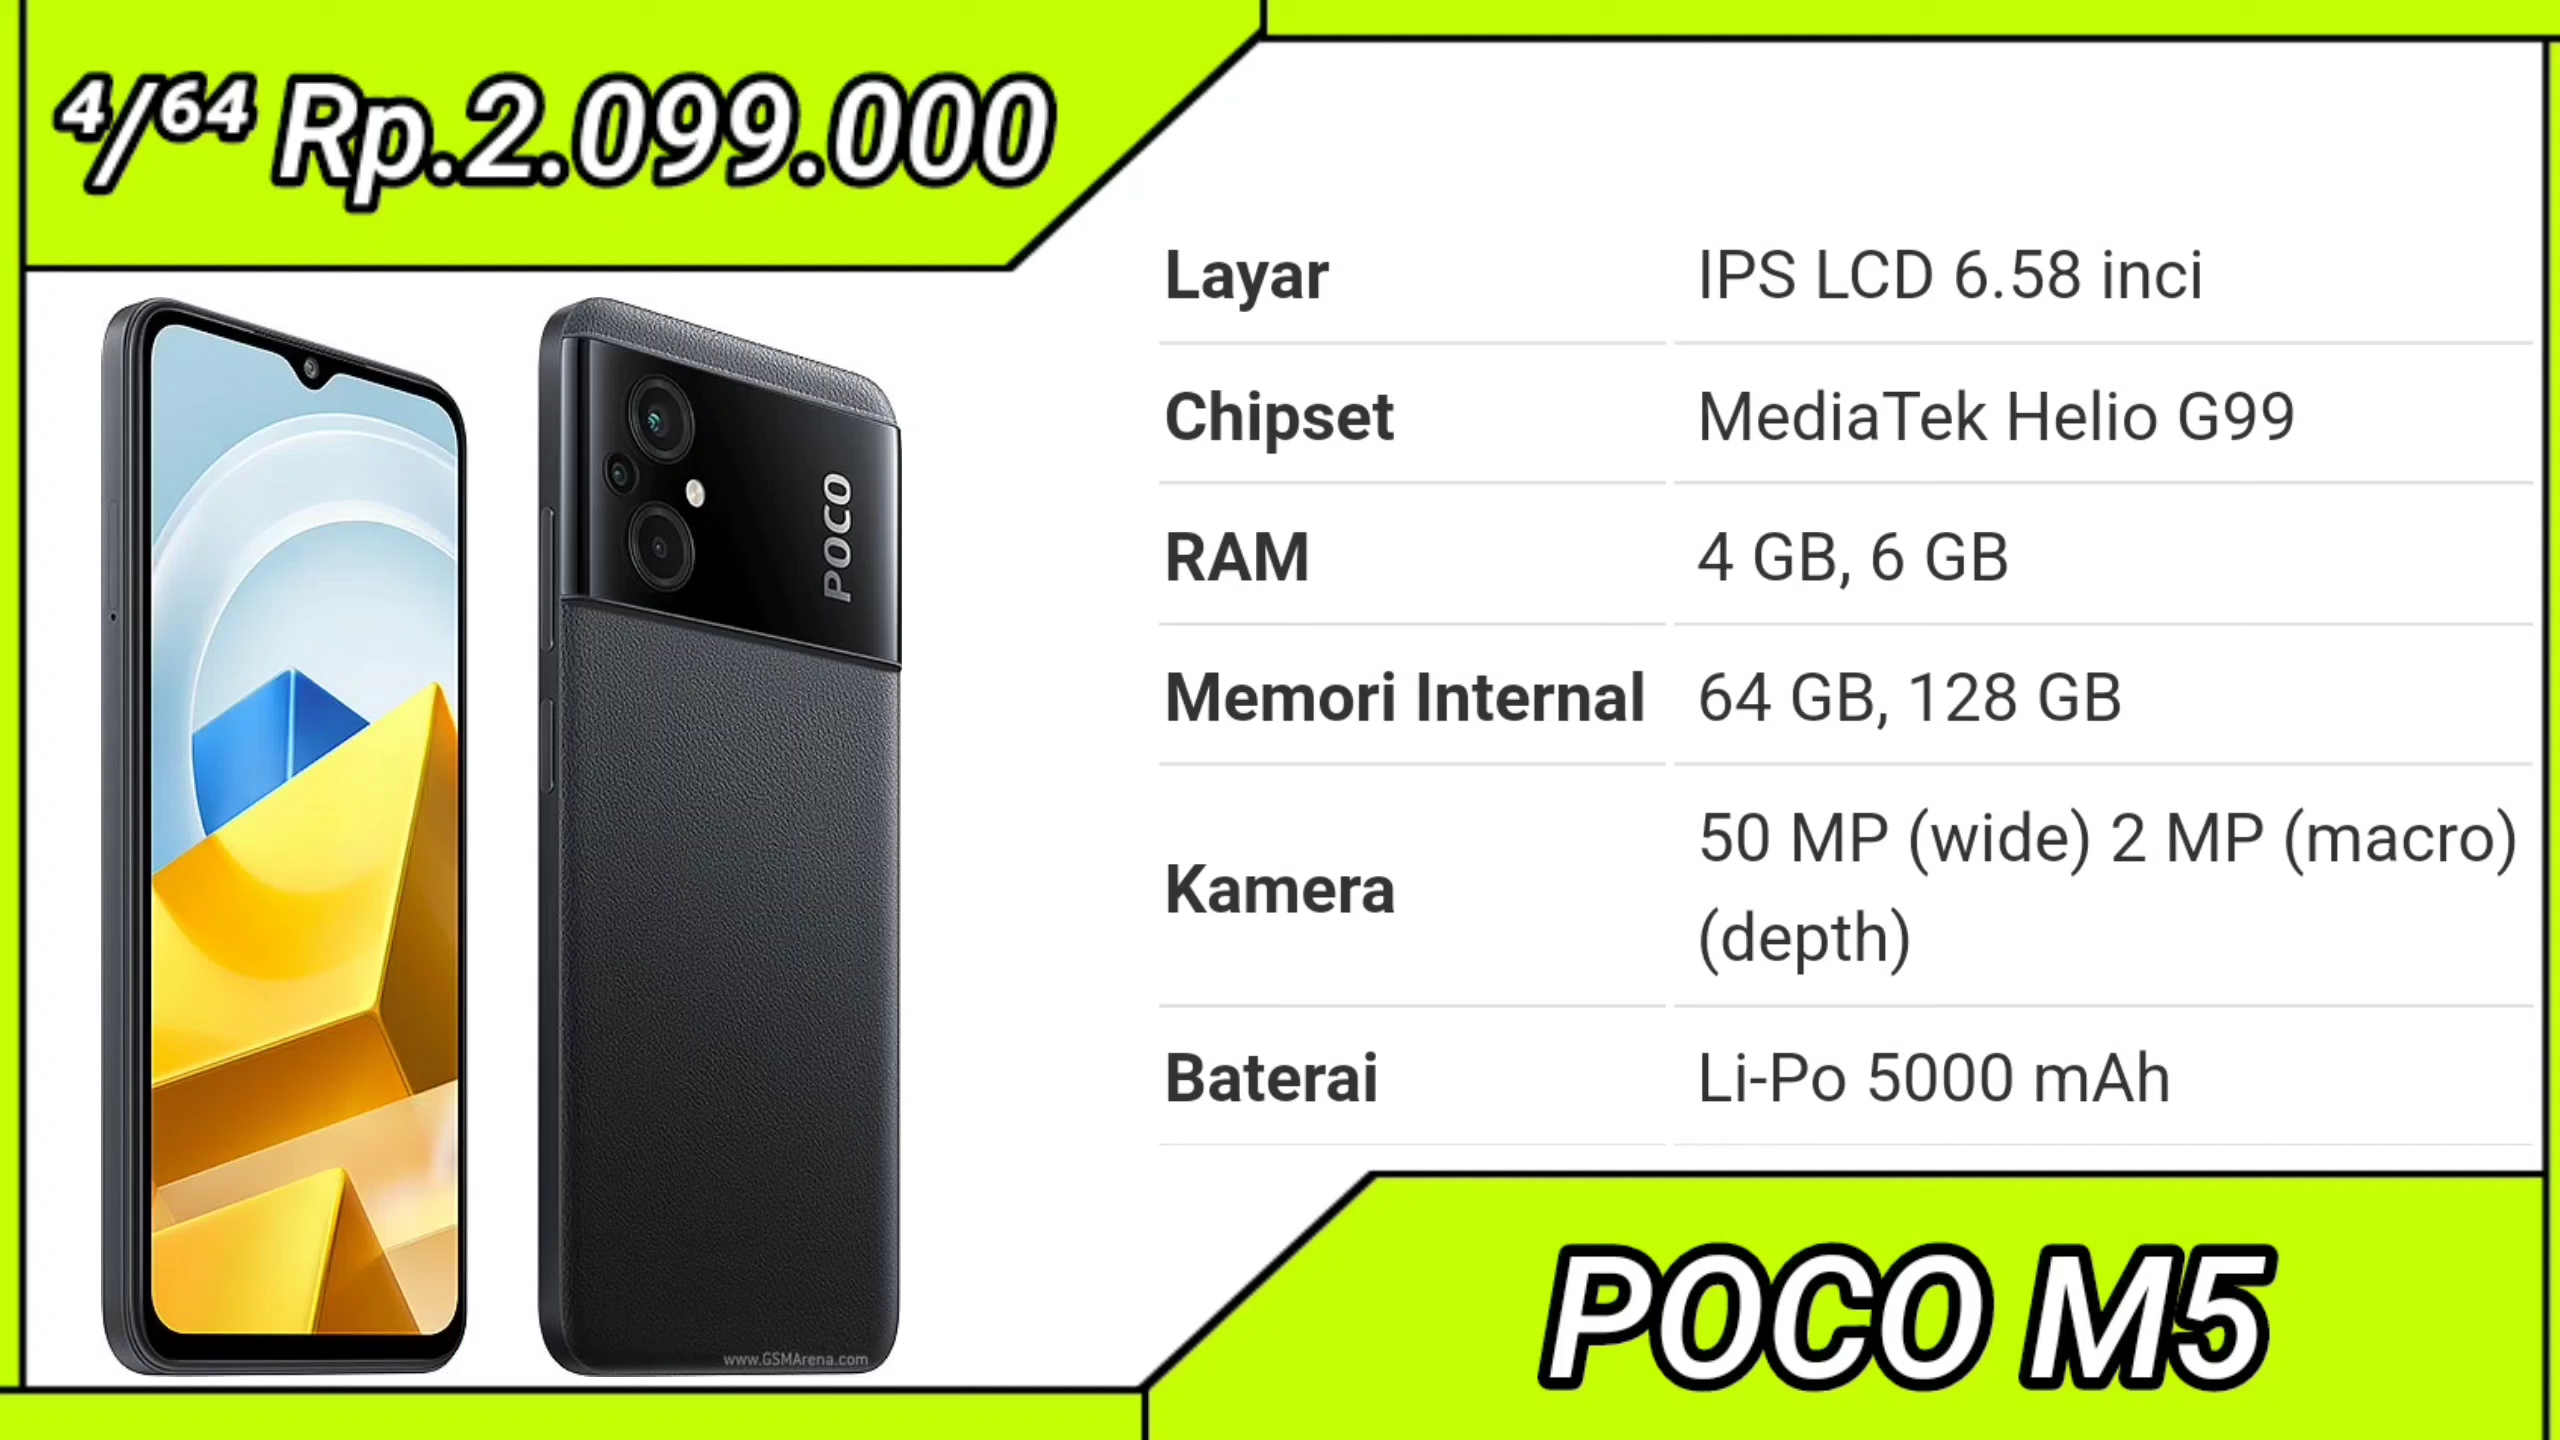 4/64 Rp.2.099.000
POCO
www.GSMArena.com
Layar IPS LCD 6.58 inci
Chipset MediaTek Helio G99
RAM 4 GB, 6 GB
Memori Internal 64 GB, 128 GB
Kamera 50 MP (wide) 2 MP (macro)
(depth)
Baterai Li-Po 5000 mAh
POCO M5